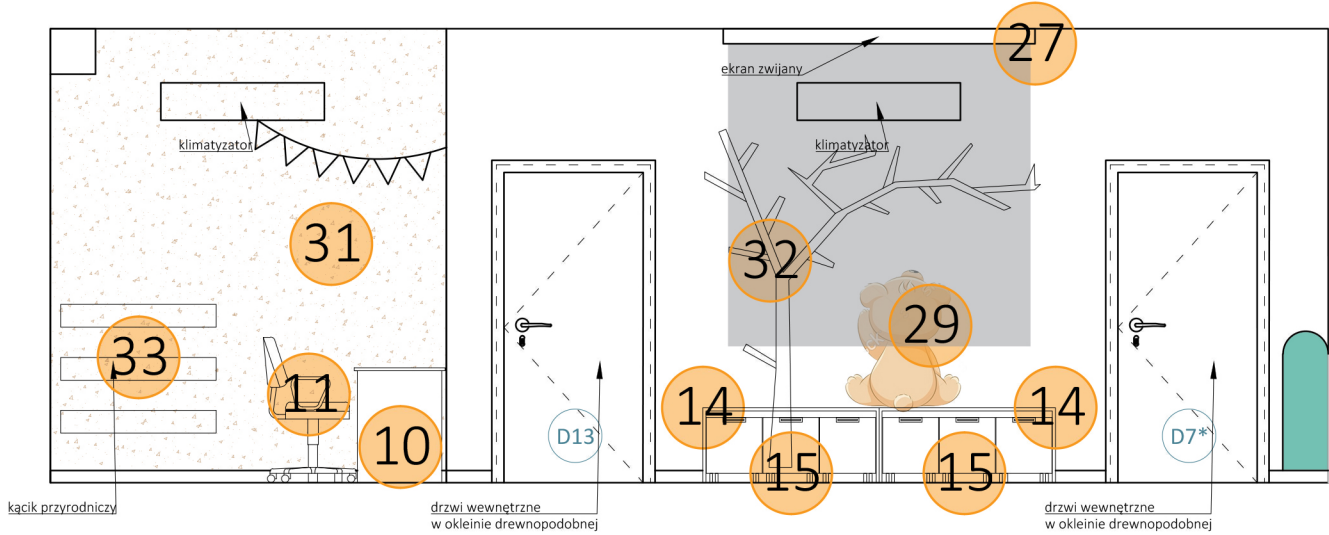 27
ekran zwijany
klimatyzator
klimatyzator
31
32
29
33
11
14
14
10
D13
D7*
15
15
kącik przyrodniczy
drzwi wewnętrzne
w okleinie drewnopodobnej
drzwi wewnętrzne
w okleinie drewnopodobnej